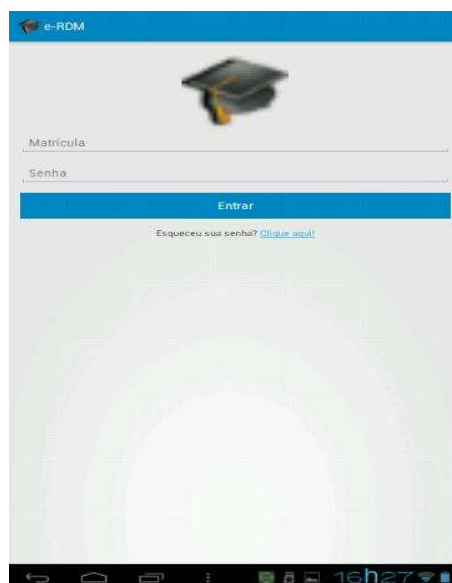 e-RDM
Matrícula
Senha
Entrar
Esqueceu sua senha? Clique aqui!
16h27